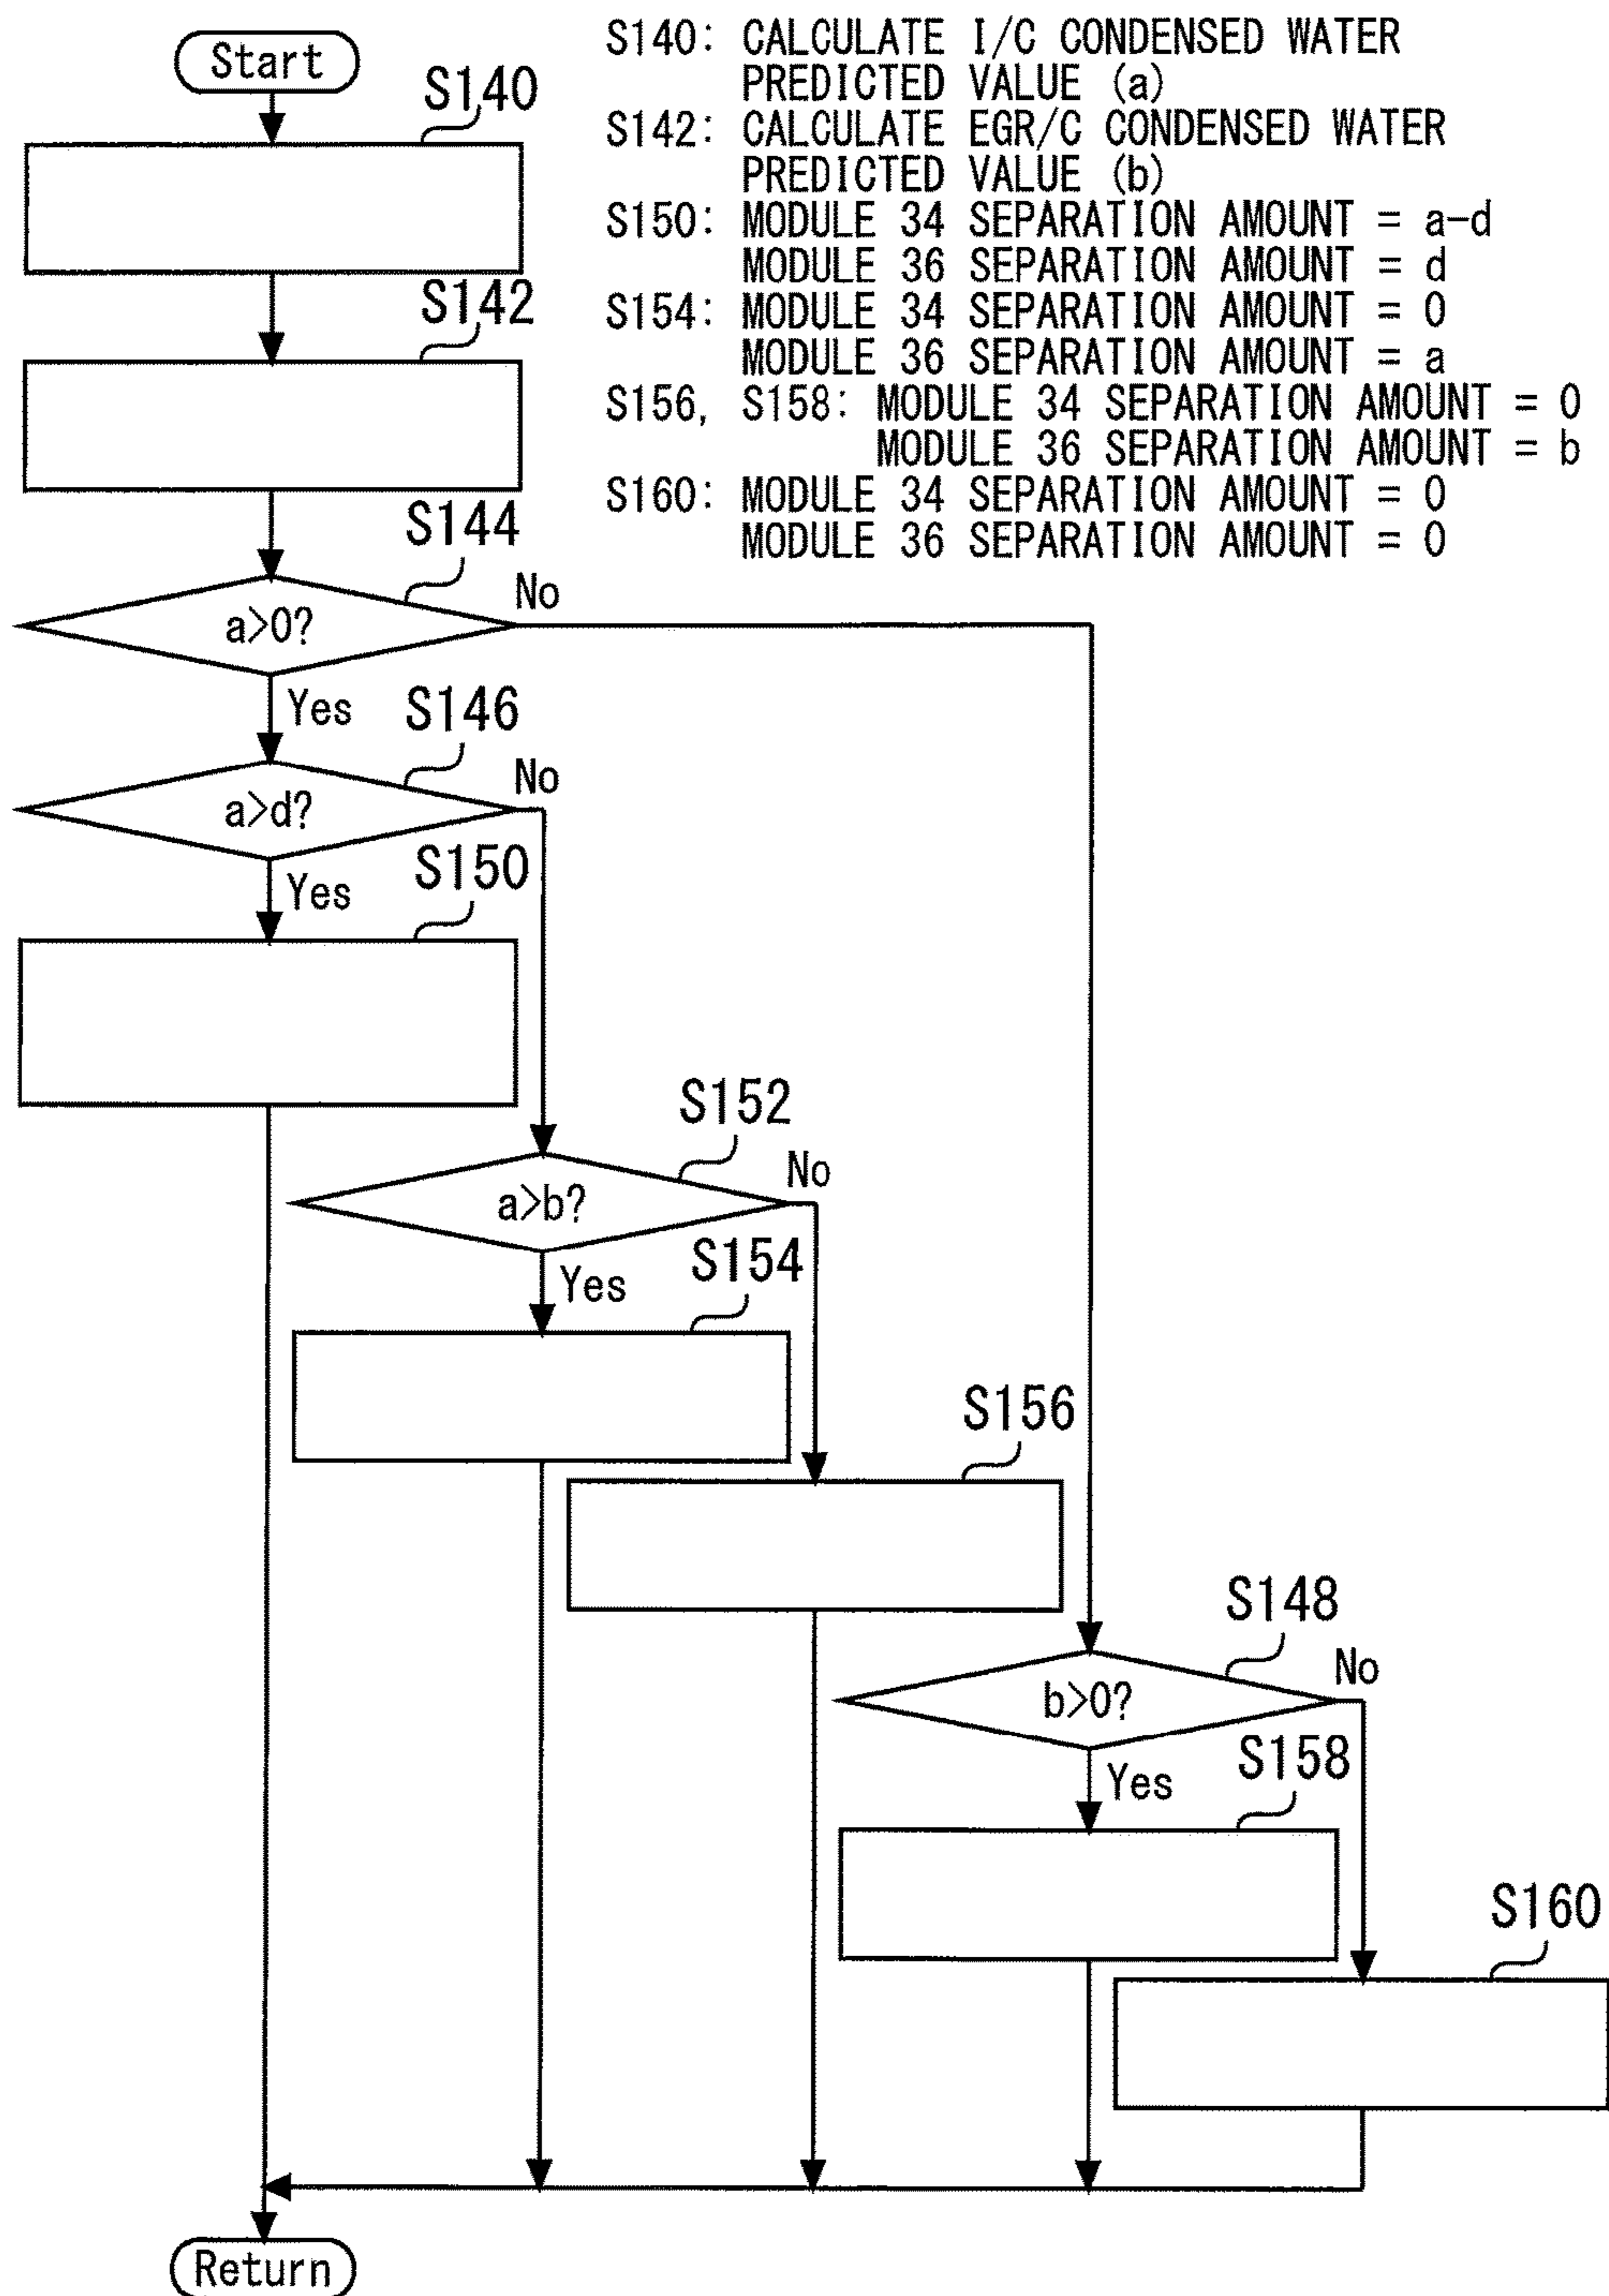 S140: CALCULATE I/C CONDENSED WATER
PREDICTED VALUE (a)
S142: CALCULATE EGR/C CONDENSED WATER
PREDICTED VALUE (b)
S150: MODULE 34 SEPARATION AMOUNT = a-d
MODULE 36 SEPARATION AMOUNT = d
S154: MODULE 34 SEPARATION AMOUNT = 0
MODULE 36 SEPARATION AMOUNT = a
S156, S158: MODULE 34 SEPARATION AMOUNT = 0
MODULE 36 SEPARATION AMOUNT = b
S160: MODULE 34 SEPARATION AMOUNT = 0
MODULE 36 SEPARATION AMOUNT = 0
Start
S140
S142
S144
a>0?
No
Yes
S146
a>d?
No
Yes
S150
S152
a>b?
No
Yes
S154
S156
S148
b>0?
No
Yes
S158
S160
Return